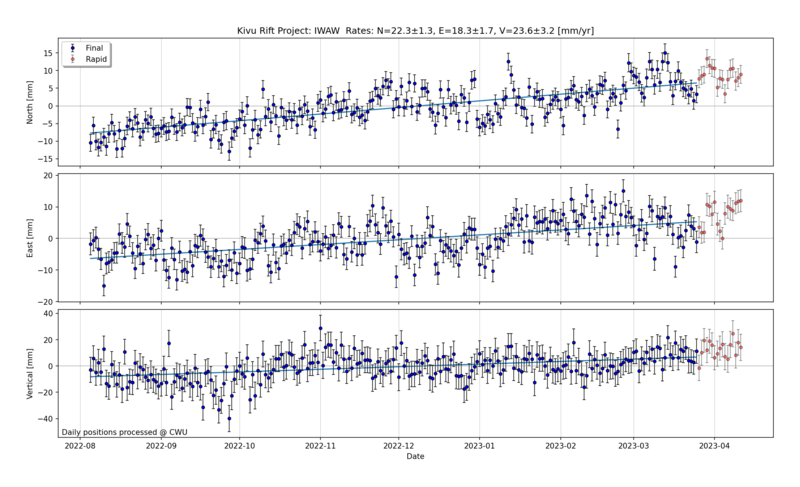 Kivu Rift Project: IWAW Rates: N=22.3±1.3, E=18.3±1.7, V=23.6±3.2 [mm/yr]
Final
Rapid
North [mm]
15
10
5
0
−5
−10
−15
East [mm]
20
10
0
−10
−20
Vertical [mm]
40
20
0
−20
−40
Daily positions processed @ CWU
2022-08 2022-09 2022-10 2022-11 2022-12 2023-01 2023-02 2023-03 2023-04
Date